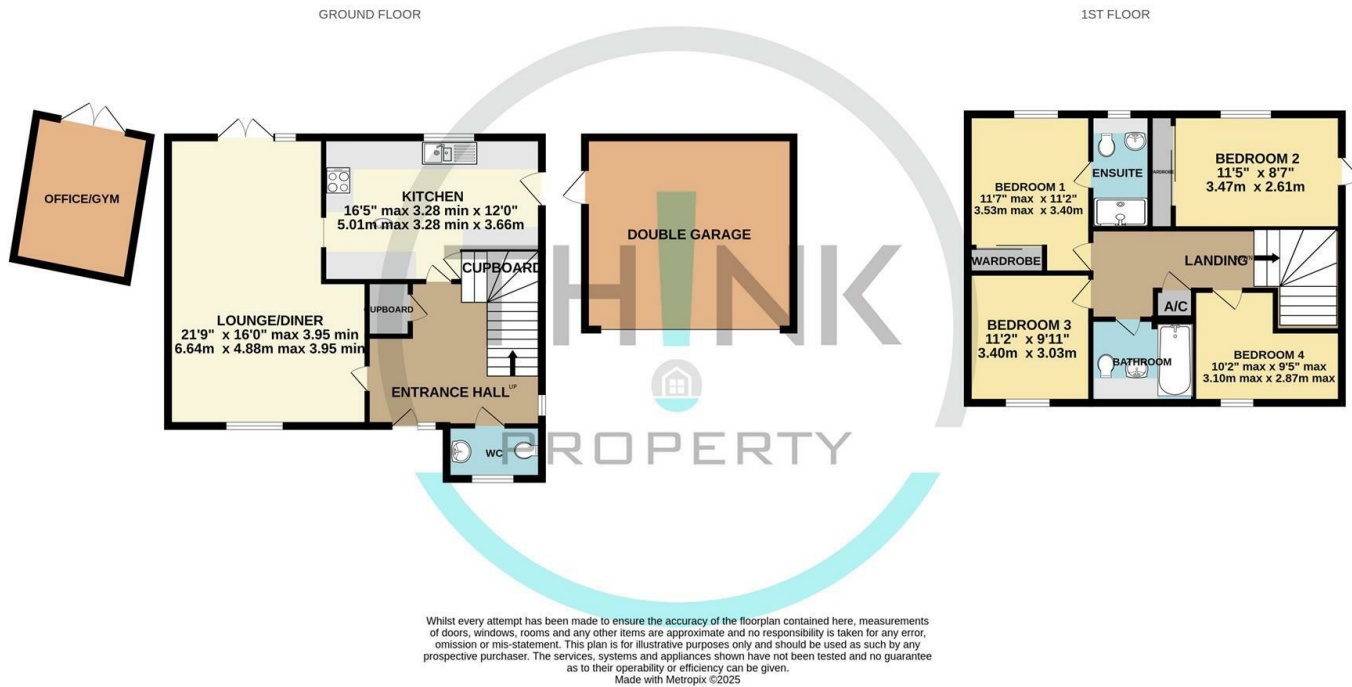 GROUND FLOOR
1ST FLOOR
OFFICE/GYM
KITCHEN
16'5" max 3.28 min x 12'0"
5.01m max 3.28 min x 3.66m
CUPBOARD
CUPBOARD
LOUNGE/DINER
21'9" x 16'0" max 3.95 min
6.64m x 4.88m max 3.95 min
ENTRANCE HALL
UP
WC
DOUBLE GARAGE
BEDROOM 1
11'7" max x 11'2"
3.53m max x 3.40m
WARDROBE
ENSUITE
WARDROBE
BEDROOM 2
11'5" x 8'7"
3.47m x 2.61m
LANDING
A/C
BEDROOM 3
11'2" x 9'11"
3.40m x 3.03m
BATHROOM
BEDROOM 4
10'2" max x 9'5" max
3.10m max x 2.87m max
TH!NK
PROPERTY
Whilst every attempt has been made to ensure the accuracy of the floorplan contained here, measurements
of doors, windows, rooms and any other items are approximate and no responsibility is taken for any error,
omission or mis-statement. This plan is for illustrative purposes only and should be used as such by any
prospective purchaser. The services, systems and appliances shown have not been tested and no guarantee
as to their operability or efficiency can be given.
Made with Metropix ©2025